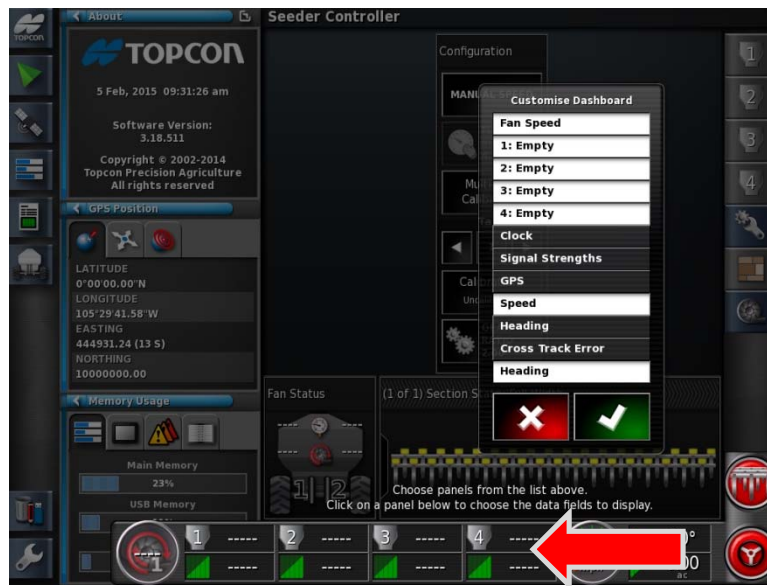 About
Seeder Controller
TOPCON
TOPCON
5 Feb, 2015 09:31:26 am
Software Version:
3.18.511
Copyright © 2002-2014
Topcon Precision Agriculture
All rights reserved
GPS Position
LATITUDE
0°00'00.00"N
LONGITUDE
105°29'41.58"W
EASTING
444931.24 (13 S)
NORTHING
10000000.00
Memory Usage
Main Memory
23%
USB Memory
Configuration
Customise Dashboard
Fan Speed
1: Empty
2: Empty
3: Empty
4: Empty
Clock
Signal Strengths
GPS
Speed
Heading
Cross Track Error
Heading
1
2
3
4
Fan Status
(1 of 1) Section
---- ----
---- ----
1 2
Choose panels from the list above.
Click on a panel below to choose the data fields to display.
----
1
1 -----
2 -----
3 -----
4 -----
-----
-----
-----
-----
ac